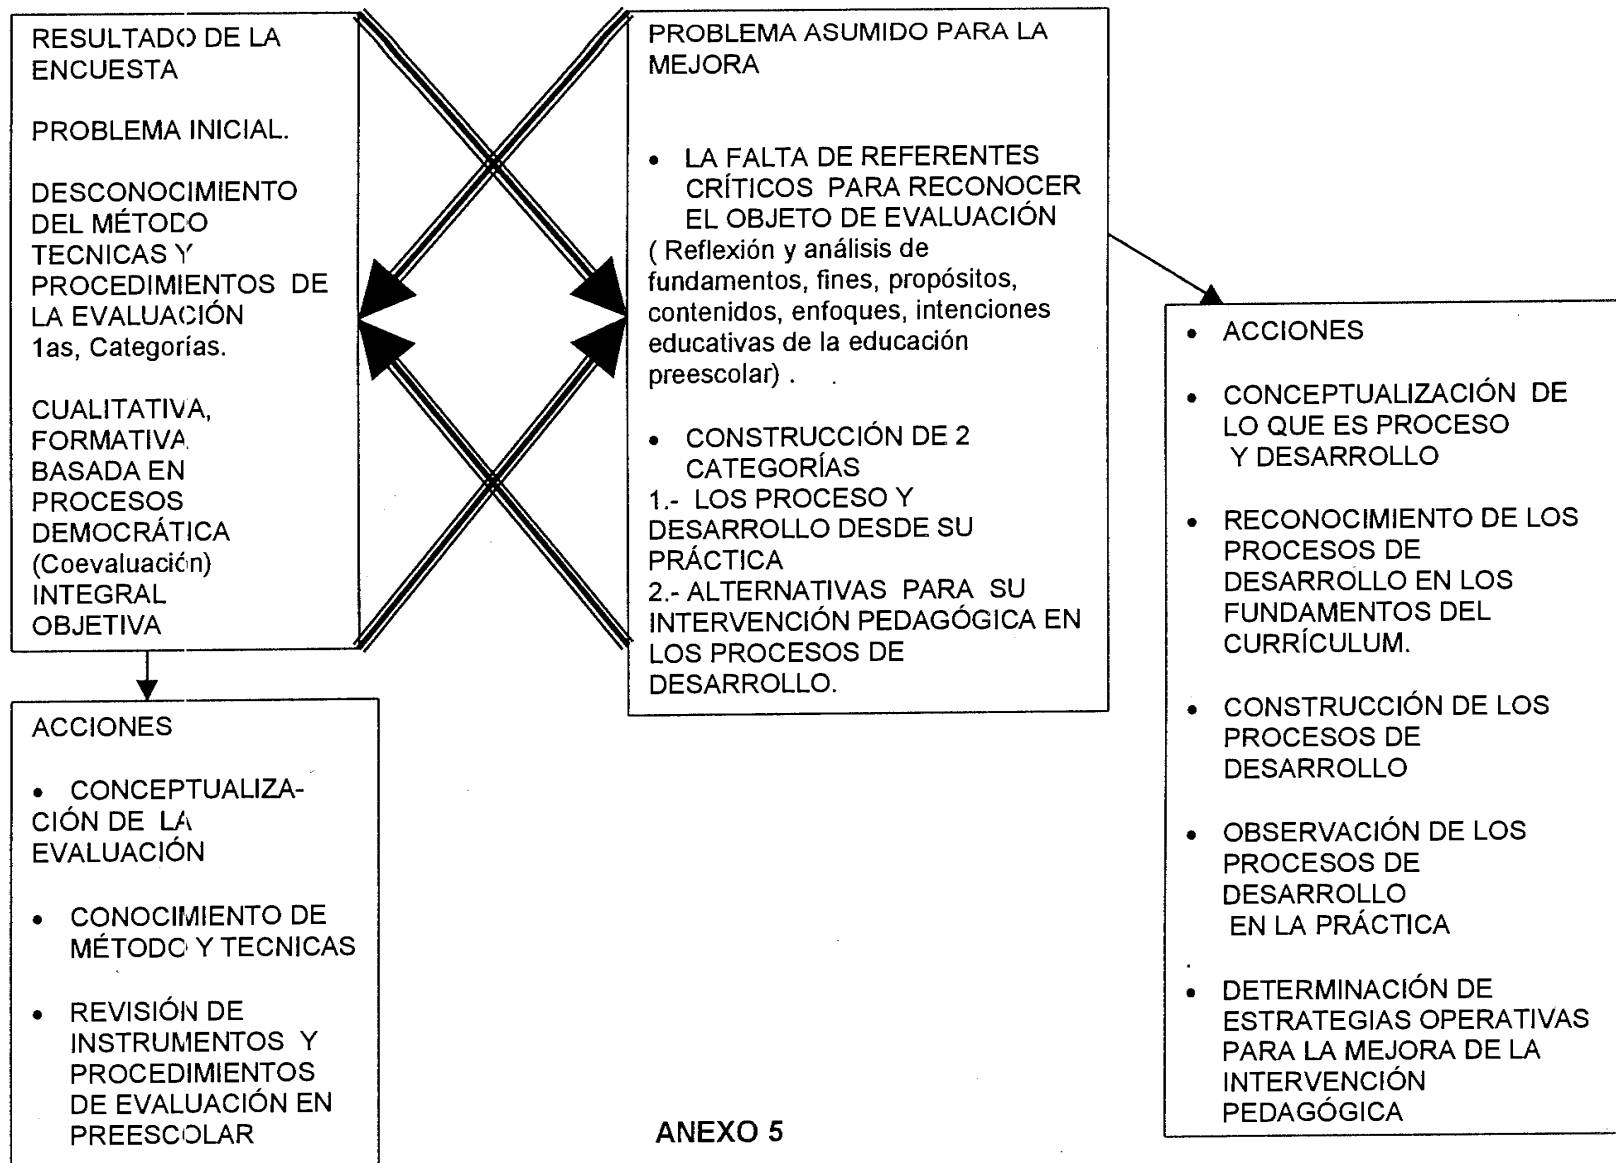 RESULTADO DE LA
ENCUESTA
PROBLEMA INICIAL.
DESCONOCIMIENTO
DEL MÉTODO
TECNICAS Y
PROCEDIMIENTOS DE
LA EVALUACIÓN
1as, Categorías.
CUALITATIVA,
FORMATIVA
BASADA EN
PROCESOS
DEMOCRÁTICA
(Coevaluación)
INTEGRAL
OBJETIVA
ACCIONES
• CONCEPTUALIZA-
CIÓN DE LA
EVALUACIÓN
• CONOCIMIENTO DE
MÉTODO Y TECNICAS
• REVISIÓN DE
INSTRUMENTOS Y
PROCEDIMIENTOS
DE EVALUACIÓN EN
PREESCOLAR
PROBLEMA ASUMIDO PARA LA
MEJORA
• LA FALTA DE REFERENTES
CRÍTICOS PARA RECONOCER
EL OBJETO DE EVALUACIÓN
( Reflexión y análisis de
fundamentos, fines, propósitos,
contenidos, enfoques, intenciones
educativas de la educación
preescolar) .
• CONSTRUCCIÓN DE 2
CATEGORÍAS
1.- LOS PROCESO Y
DESARROLLO DESDE SU
PRÁCTICA
2.- ALTERNATIVAS PARA SU
INTERVENCIÓN PEDAGÓGICA EN
LOS PROCESOS DE
DESARROLLO.
• ACCIONES
• CONCEPTUALIZACIÓN DE
LO QUE ES PROCESO
Y DESARROLLO
• RECONOCIMIENTO DE LOS
PROCESOS DE
DESARROLLO EN LOS
FUNDAMENTOS DEL
CURRÍCULUM.
• CONSTRUCCIÓN DE LOS
PROCESOS DE
DESARROLLO
• OBSERVACIÓN DE LOS
PROCESOS DE
DESARROLLO
EN LA PRÁCTICA
• DETERMINACIÓN DE
ESTRATEGIAS OPERATIVAS
PARA LA MEJORA DE LA
INTERVENCIÓN
PEDAGÓGICA
ANEXO 5